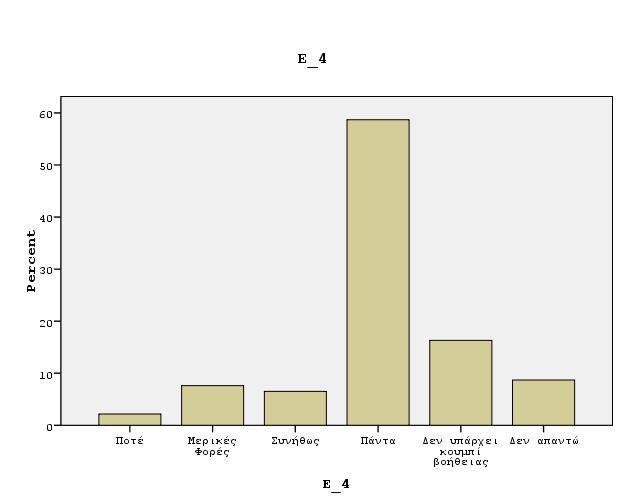 E_4
Percent
60
50
40
30
20
10
0
Ποτέ
Μερικές
Φορές
Συνήθως
Πάντα
Δεν υπάρχει
κουμπί
βοήθειας
Δεν απαντώ
E_4